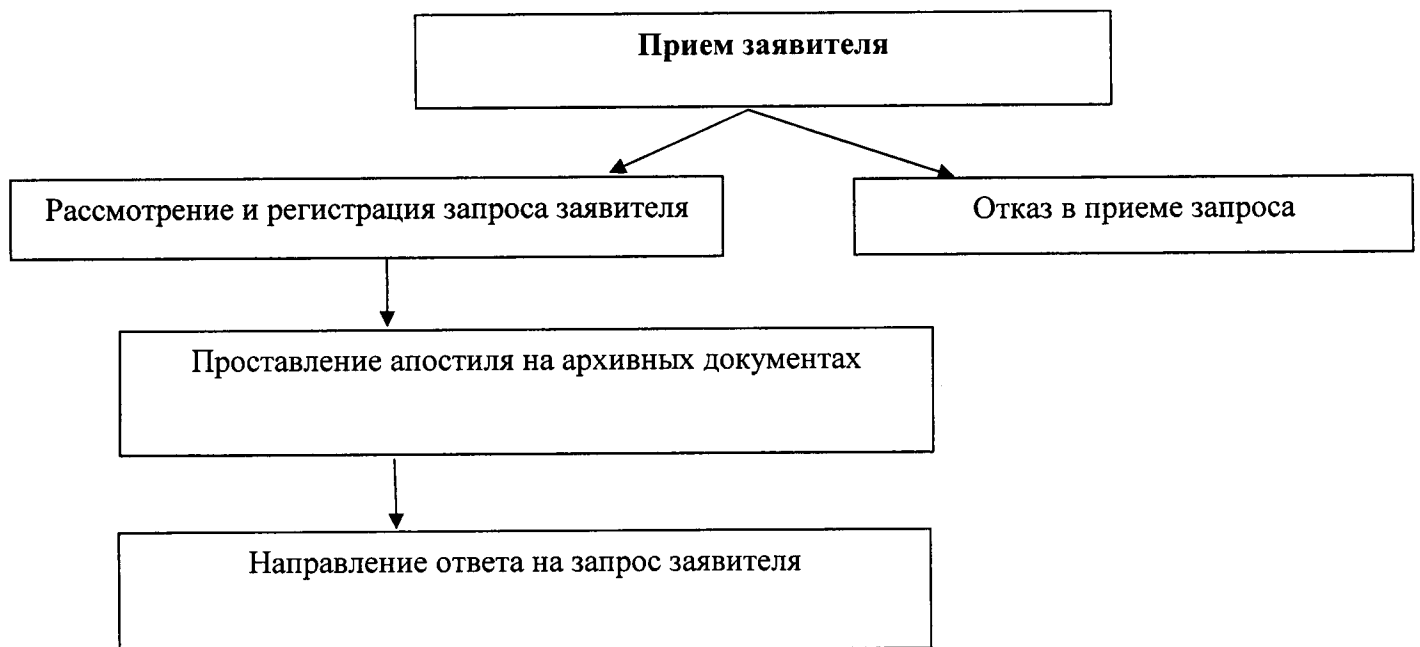 Прием заявителя
Рассмотрение и регистрация запроса заявителя
Отказ в приеме запроса
Проставление апостиля на архивных документах
Направление ответа на запрос заявителя